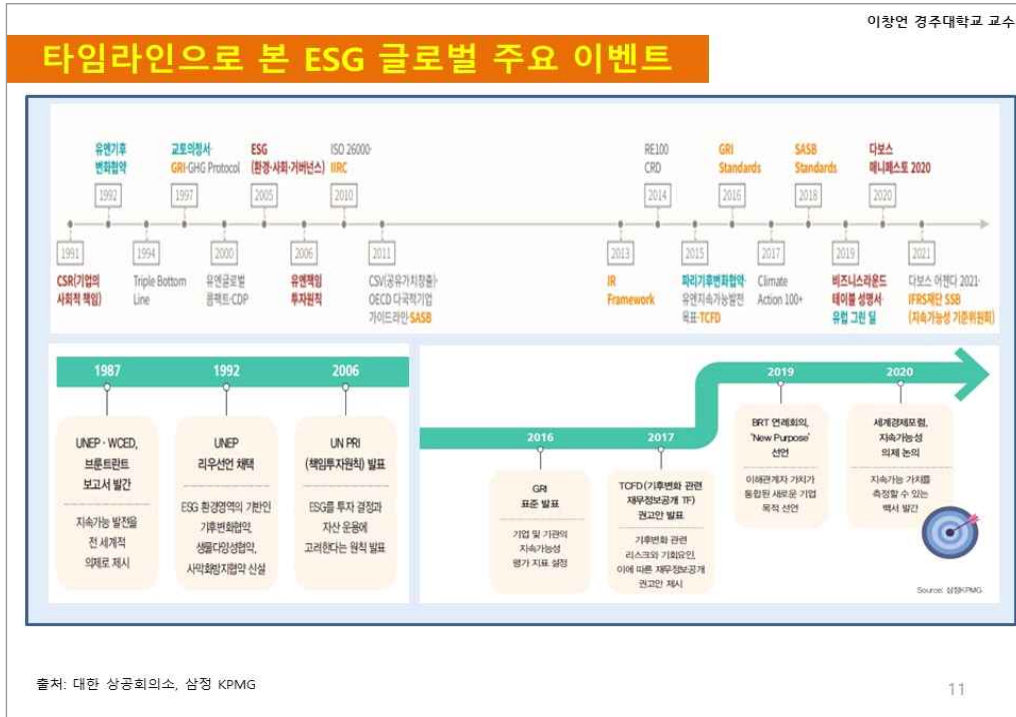 이창언 경주대학교 교수
타임라인으로 본 ESG 글로벌 주요 이벤트
유엔기후
변화협약
1992
교토의정서·
GRI·GHG Protocol
1997
ESG
(환경·사회·거버넌스)
2005
ISO 26000·
IIRC
2010
RE100
CRD
2014
GRI
Standards
2016
SASB
Standards
2018
다보스
매니페스토 2020
2020
1991
CSR(기업의
사회적 책임)
1994
Triple Bottom
Line
2000
유엔글로벌
콤팩트·CDP
2006
유엔책임
투자원칙
2011
CSV(공유가치창출)·
OECD 다국적기업
가이드라인·SASB
2013
IR
Framework
2015
파리기후변화협약·
유엔지속가능발전
목표·TCFD
2017
Climate
Action 100+
2019
비즈니스라운드
테이블 성명서·
유럽 그린 딜
2021
다보스 어젠다 2021·
IFRS재단 SSB
(지속가능성 기준위원회)
1987
UNEP · WCED,
브룬트란트
보고서 발간
지속가능 발전을
전 세계적
의제로 제시
1992
UNEP
리우선언 채택
ESG 환경영역의 기반인
기후변화협약,
생물다양성협약,
사막화방지협약 신설
2006
UN PRI
(책임투자원칙) 발표
ESG를 투자 결정과
자산 운용에
고려한다는 원칙 발표
2016
GRI
표준 발표
기업 및 기관의
지속가능성
평가 지표 설정
2017
TCFD(기후변화 관련
재무정보공개 TF)
권고안 발표
기후변화 관련
리스크와 기회요인,
이에 따른 재무정보공개
권고안 제시
2019
BRT 연례회의,
'New Purpose'
선언
이해관계자 가치가
통합된 새로운 기업
목적 선언
2020
세계경제포럼,
지속가능성
의제 논의
지속가능 가치를
측정할 수 있는
백서 발간
Source: 삼정KPMG
출처: 대한 상공회의소, 삼정 KPMG
11